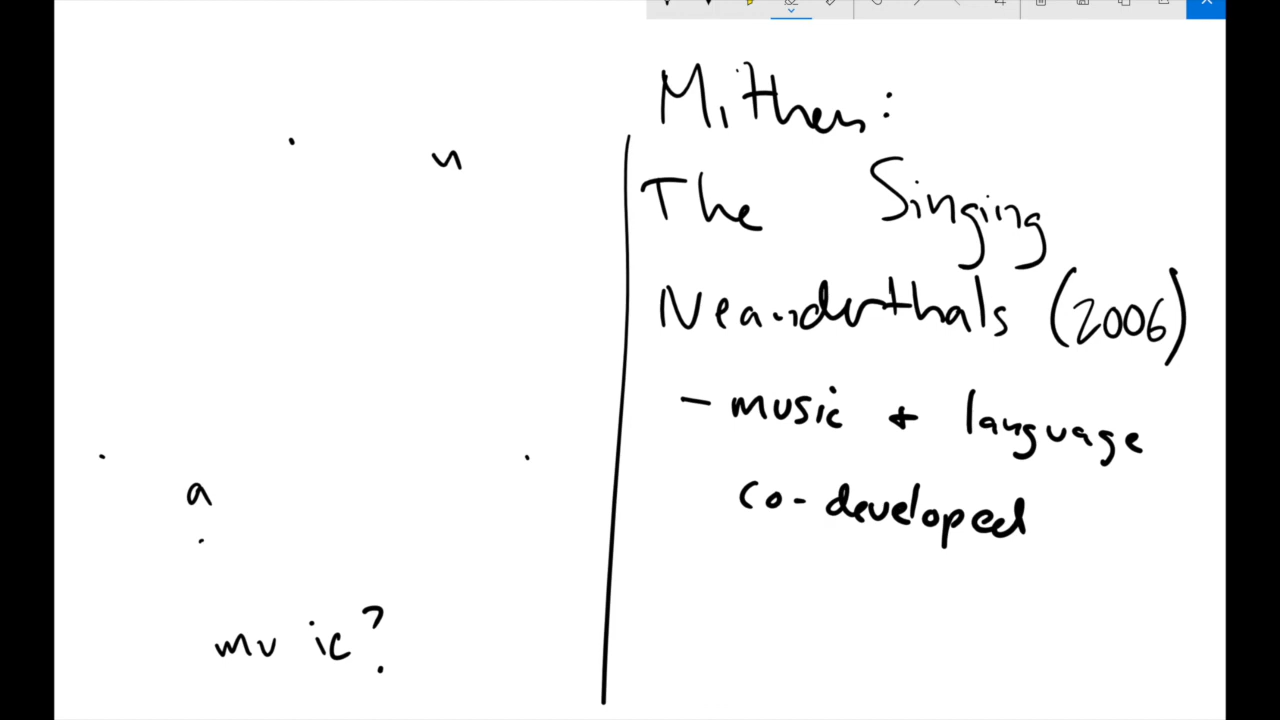 n
a
mu ic?
Mithen:
The Singing
Neanderthals (2006)
- music + language
co-developed